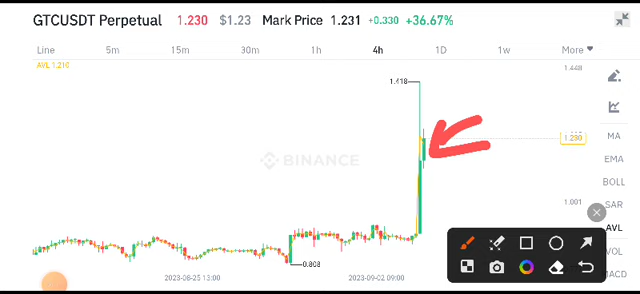 GTCUSDT Perpetual 1.230 $1.23 Mark Price 1.231 +0.330 +36.67%
Line 5m 15m 30m 1h 4h 1D 1w More
AVL 1.210
1.448
1.418
1.230
MA
BINANCE
EMA
BOLL
1.001
SAR
AVL
VOL
0.808
MACD
2023-08-25 13:00 2023-09-02 09:00